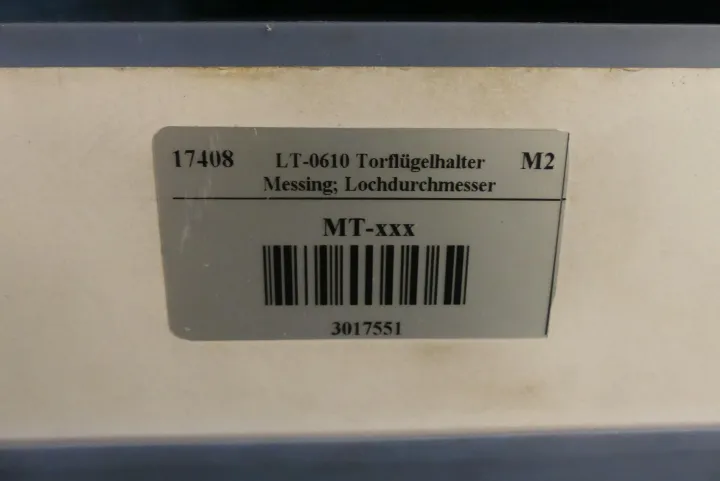 17408 LT-0610 Torflügelhalter M2
Messing; Lochdurchmesser
MT-xxx
3017551